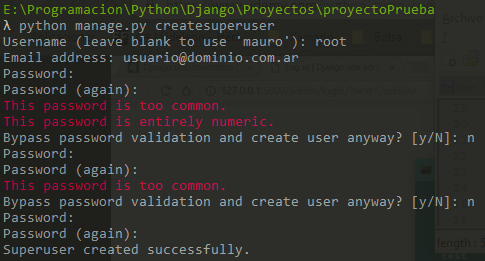 E:\Programacion\Python\Django\Proyectos\proyectoPrueba
λ python manage.py createsuperuser
Username (leave blank to use 'mauro'): root
Email address: usuario@dominio.com.ar
Password:
Password (again):
This password is too common.
This password is entirely numeric.
Bypass password validation and create user anyway? [y/N]: n
Password:
Password (again):
This password is too common.
Bypass password validation and create user anyway? [y/N]: n
Password:
Password (again):
Superuser created successfully.